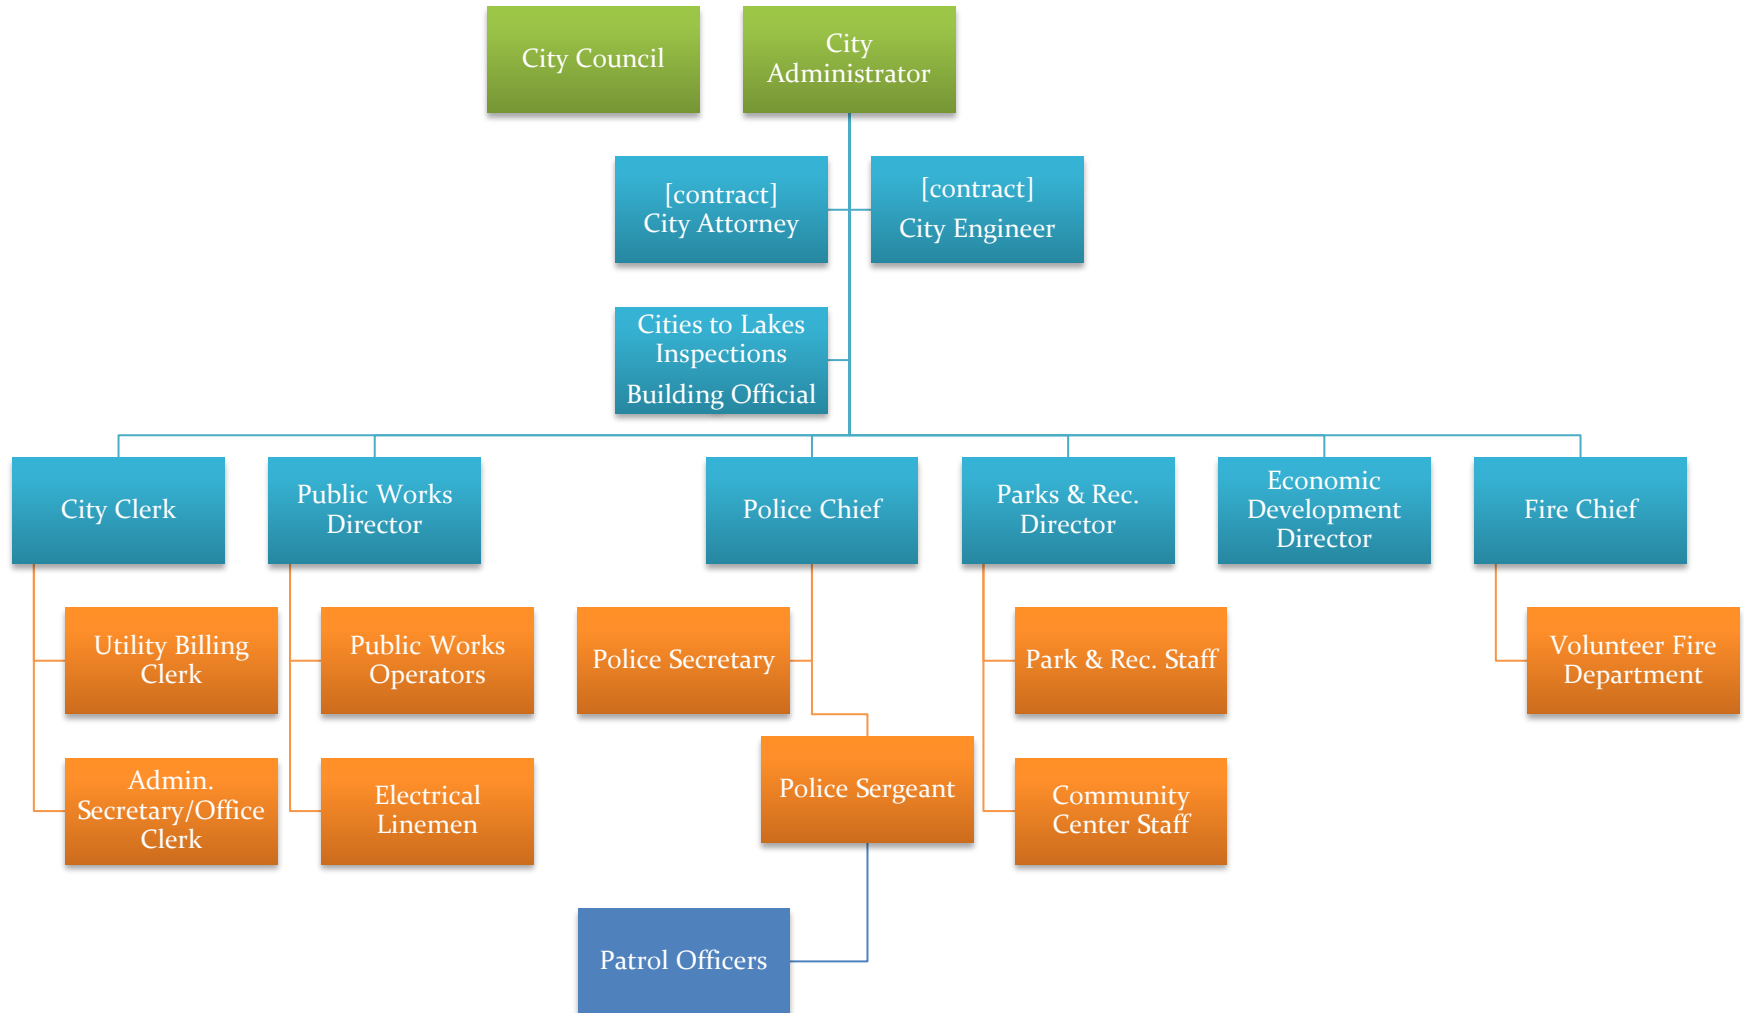 City Council
City
Administrator
[contract]
City Attorney
[contract]
City Engineer
Cities to Lakes
Inspections
Building Official
City Clerk
Public Works
Director
Police Chief
Parks & Rec.
Director
Economic
Development
Director
Fire Chief
Utility Billing
Clerk
Public Works
Operators
Police Secretary
Park & Rec. Staff
Volunteer Fire
Department
Admin.
Secretary/Office
Clerk
Electrical
Linemen
Police Sergeant
Community
Center Staff
Patrol Officers